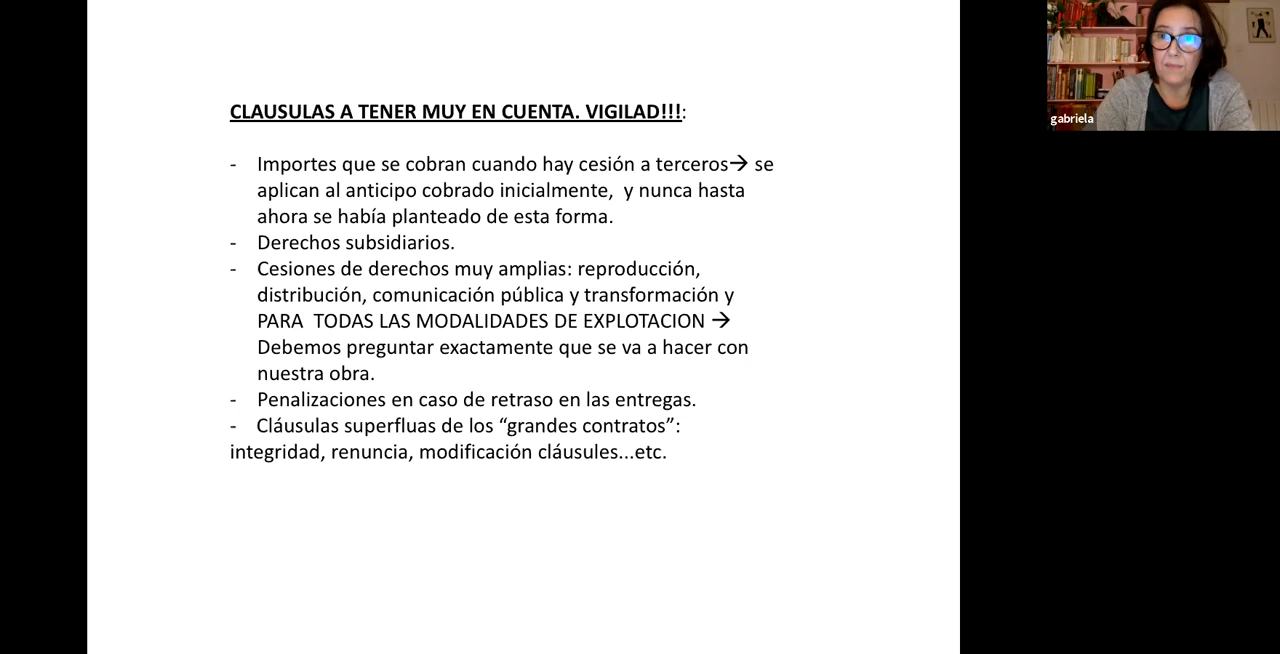 CLAUSULAS A TENER MUY EN CUENTA. VIGILAD!!!:
- Importes que se cobran cuando hay cesión a terceros→ se
aplican al anticipo cobrado inicialmente,  y nunca hasta
ahora se había planteado de esta forma.
- Derechos subsidiarios.
- Cesiones de derechos muy amplias: reproducción,
distribución, comunicación pública y transformación y
PARA  TODAS LAS MODALIDADES DE EXPLOTACION →
Debemos preguntar exactamente que se va a hacer con
nuestra obra.
- Penalizaciones en caso de retraso en las entregas.
- Cláusulas superfluas de los “grandes contratos”:
integridad, renuncia, modificación cláusules...etc.
gabriela